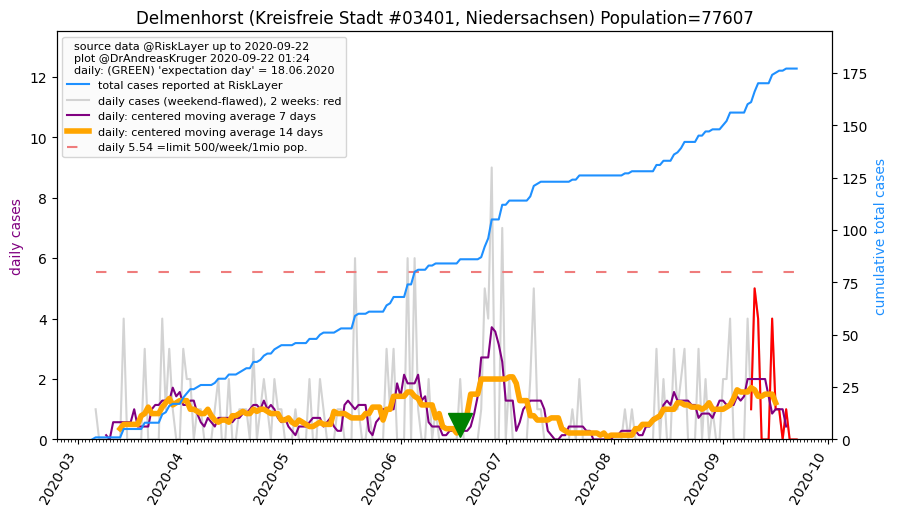 Delmenhorst (Kreisfreie Stadt #03401, Niedersachsen) Population=77607
source data @RiskLayer up to 2020-09-22
plot @DrAndreasKruger 2020-09-22 01:24
daily: (GREEN) 'expectation day' = 18.06.2020
total cases reported at RiskLayer
daily cases (weekend-flawed), 2 weeks: red
daily: centered moving average 7 days
daily: centered moving average 14 days
daily 5.54 =limit 500/week/1mio pop.
daily cases
12
10
8
6
4
2
0
cumulative total cases
175
150
125
100
75
50
25
0
2020-03
2020-04
2020-05
2020-06
2020-07
2020-08
2020-09
2020-10